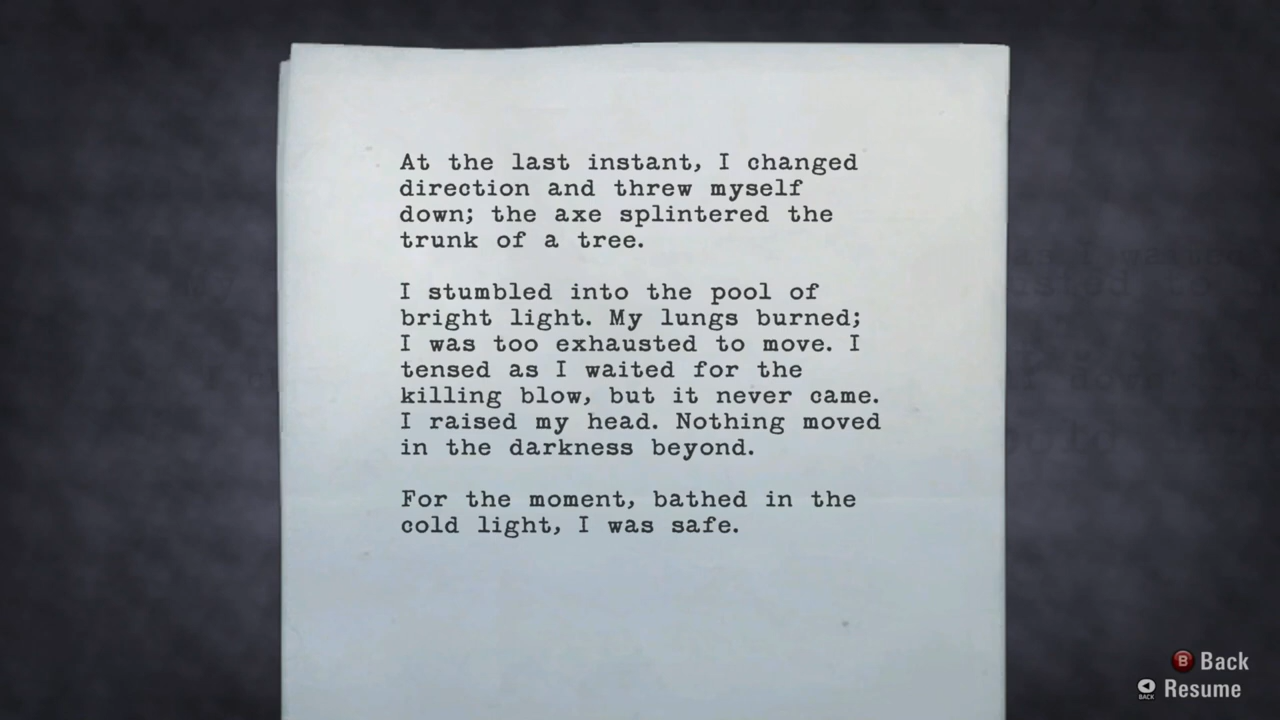 At the last instant, I changed
direction and threw myself
down; the axe splintered the
trunk of a tree.
I stumbled into the pool of
bright light. My lungs burned;
I was too exhausted to move. I
tensed as I waited for the
killing blow, but it never came.
I raised my head. Nothing moved
in the darkness beyond.
For the moment, bathed in the
cold light, I was safe.
B Back
BACK Resume